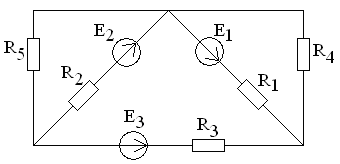 E₂ E₁
R₅ R₄
R₂ R₁
E₃ R₃